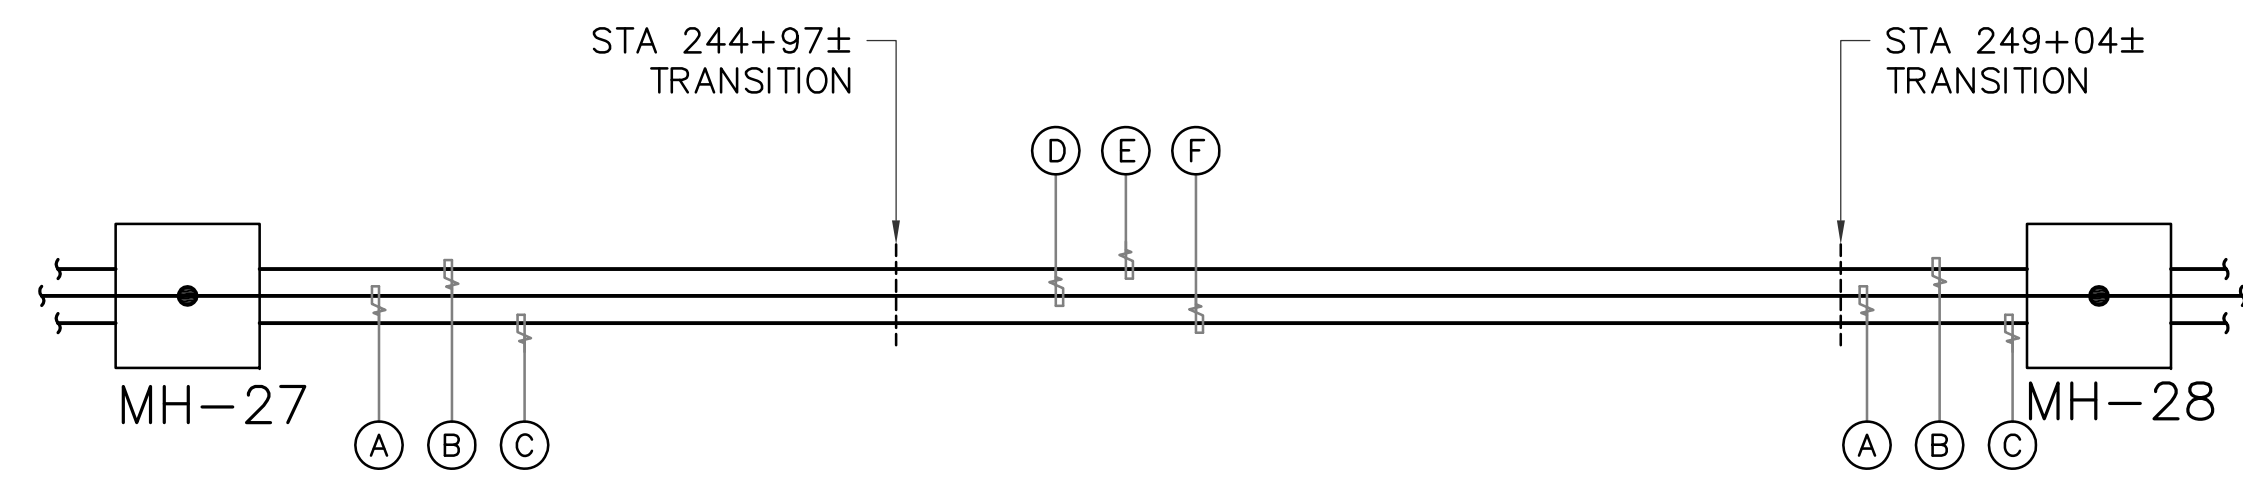 STA 244+97±
TRANSITION
STA 249+04±
TRANSITION
D E F
MH-27
MH-28
A B C
A B C